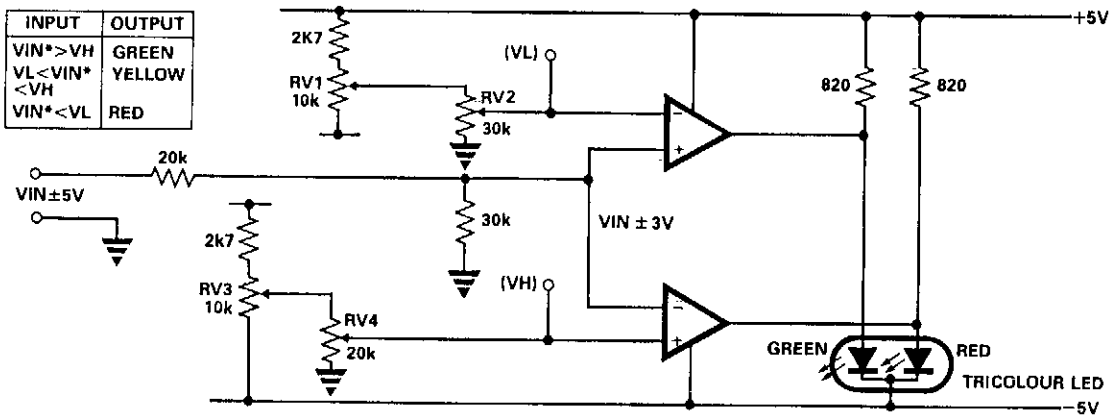 INPUT OUTPUT
VIN*>VH GREEN
VL<VIN* YELLOW
<VH
VIN*<VL RED
+5V
2K7
RV1
10k
RV2
30k
(VL)
−
+
820
820
20k
VIN±5V
30k
VIN ± 3V
2k7
RV3
10k
RV4
20k
(VH)
−
+
GREEN
RED
TRICOLOUR LED
−5V